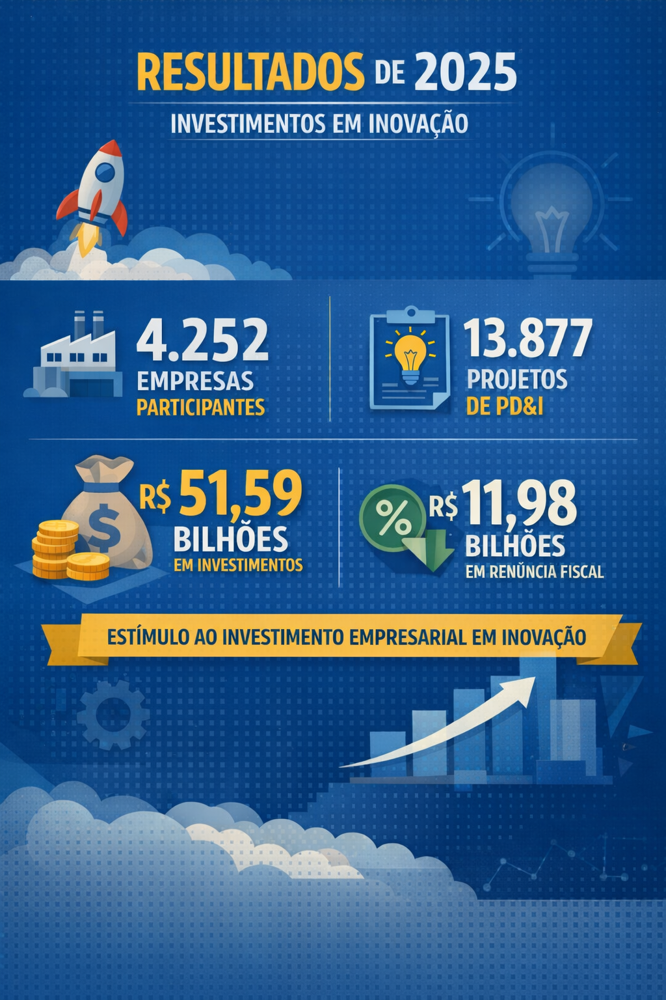 RESULTADOS DE 2025
INVESTIMENTOS EM INOVAÇÃO
4.252
EMPRESAS
PARTICIPANTES
13.877
PROJETOS
DE PD&I
R$ 51,59
BILHÕES
EM INVESTIMENTOS
R$ 11,98
BILHÕES
EM RENÚNCIA FISCAL
ESTÍMULO AO INVESTIMENTO EMPRESARIAL EM INOVAÇÃO